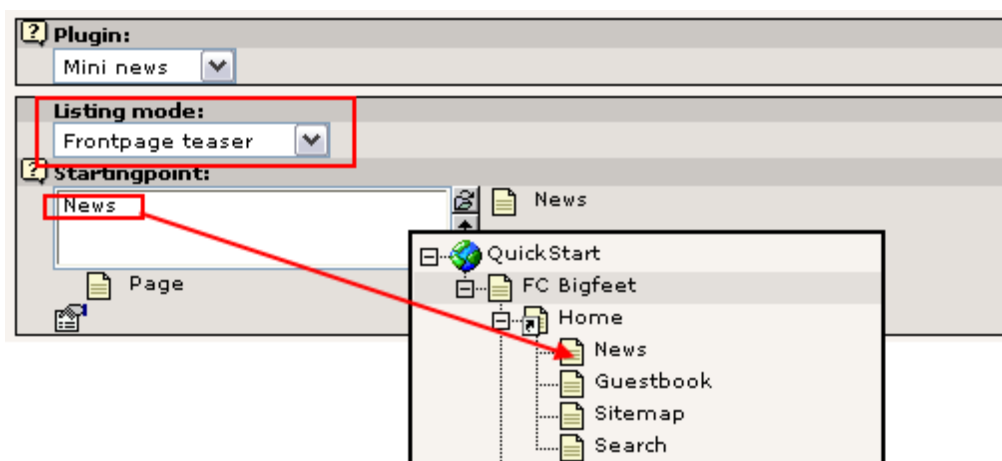 Plugin:
Mini news
Listing mode:
Frontpage teaser
Startingpoint:
News
News
Page
QuickStart
FC Bigfeet
Home
News
Guestbook
Sitemap
Search